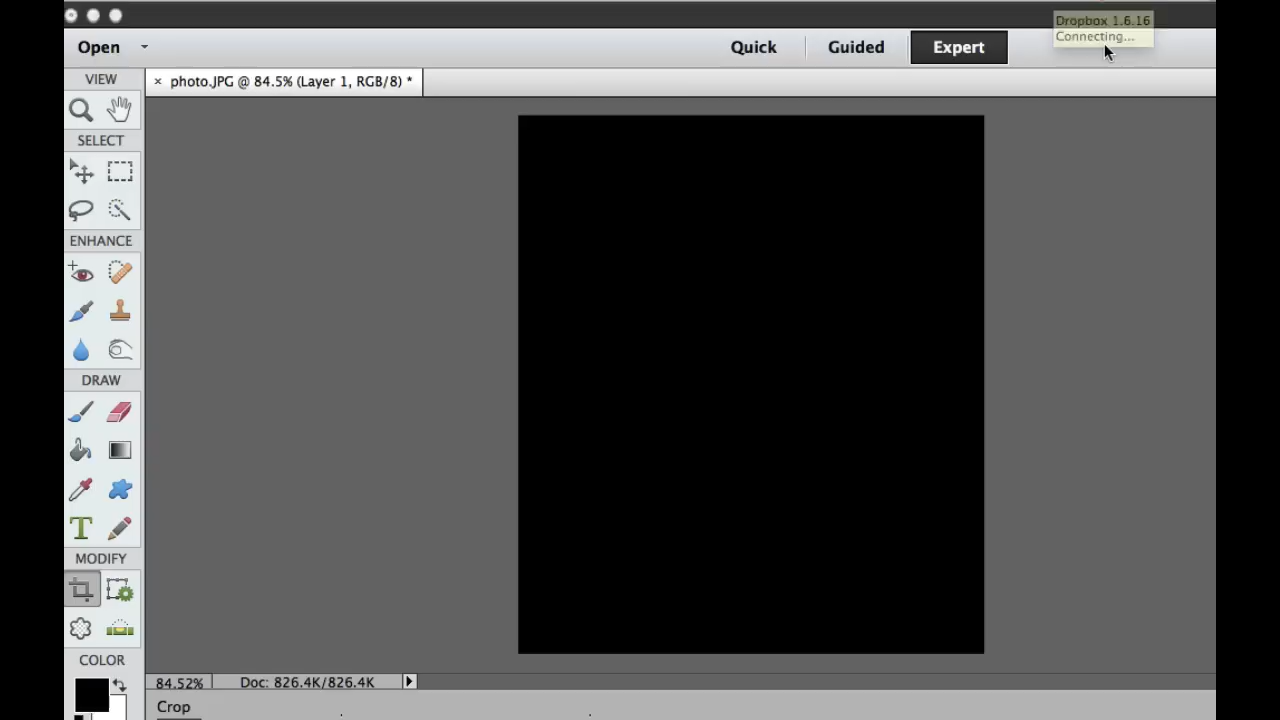 Dropbox 1.6.16
Connecting...
Open
Quick
Guided
Expert
VIEW
× photo.JPG @ 84.5% (Layer 1, RGB/8) *
SELECT
ENHANCE
DRAW
T
MODIFY
COLOR
84.52%
Doc: 826.4K/826.4K
Crop